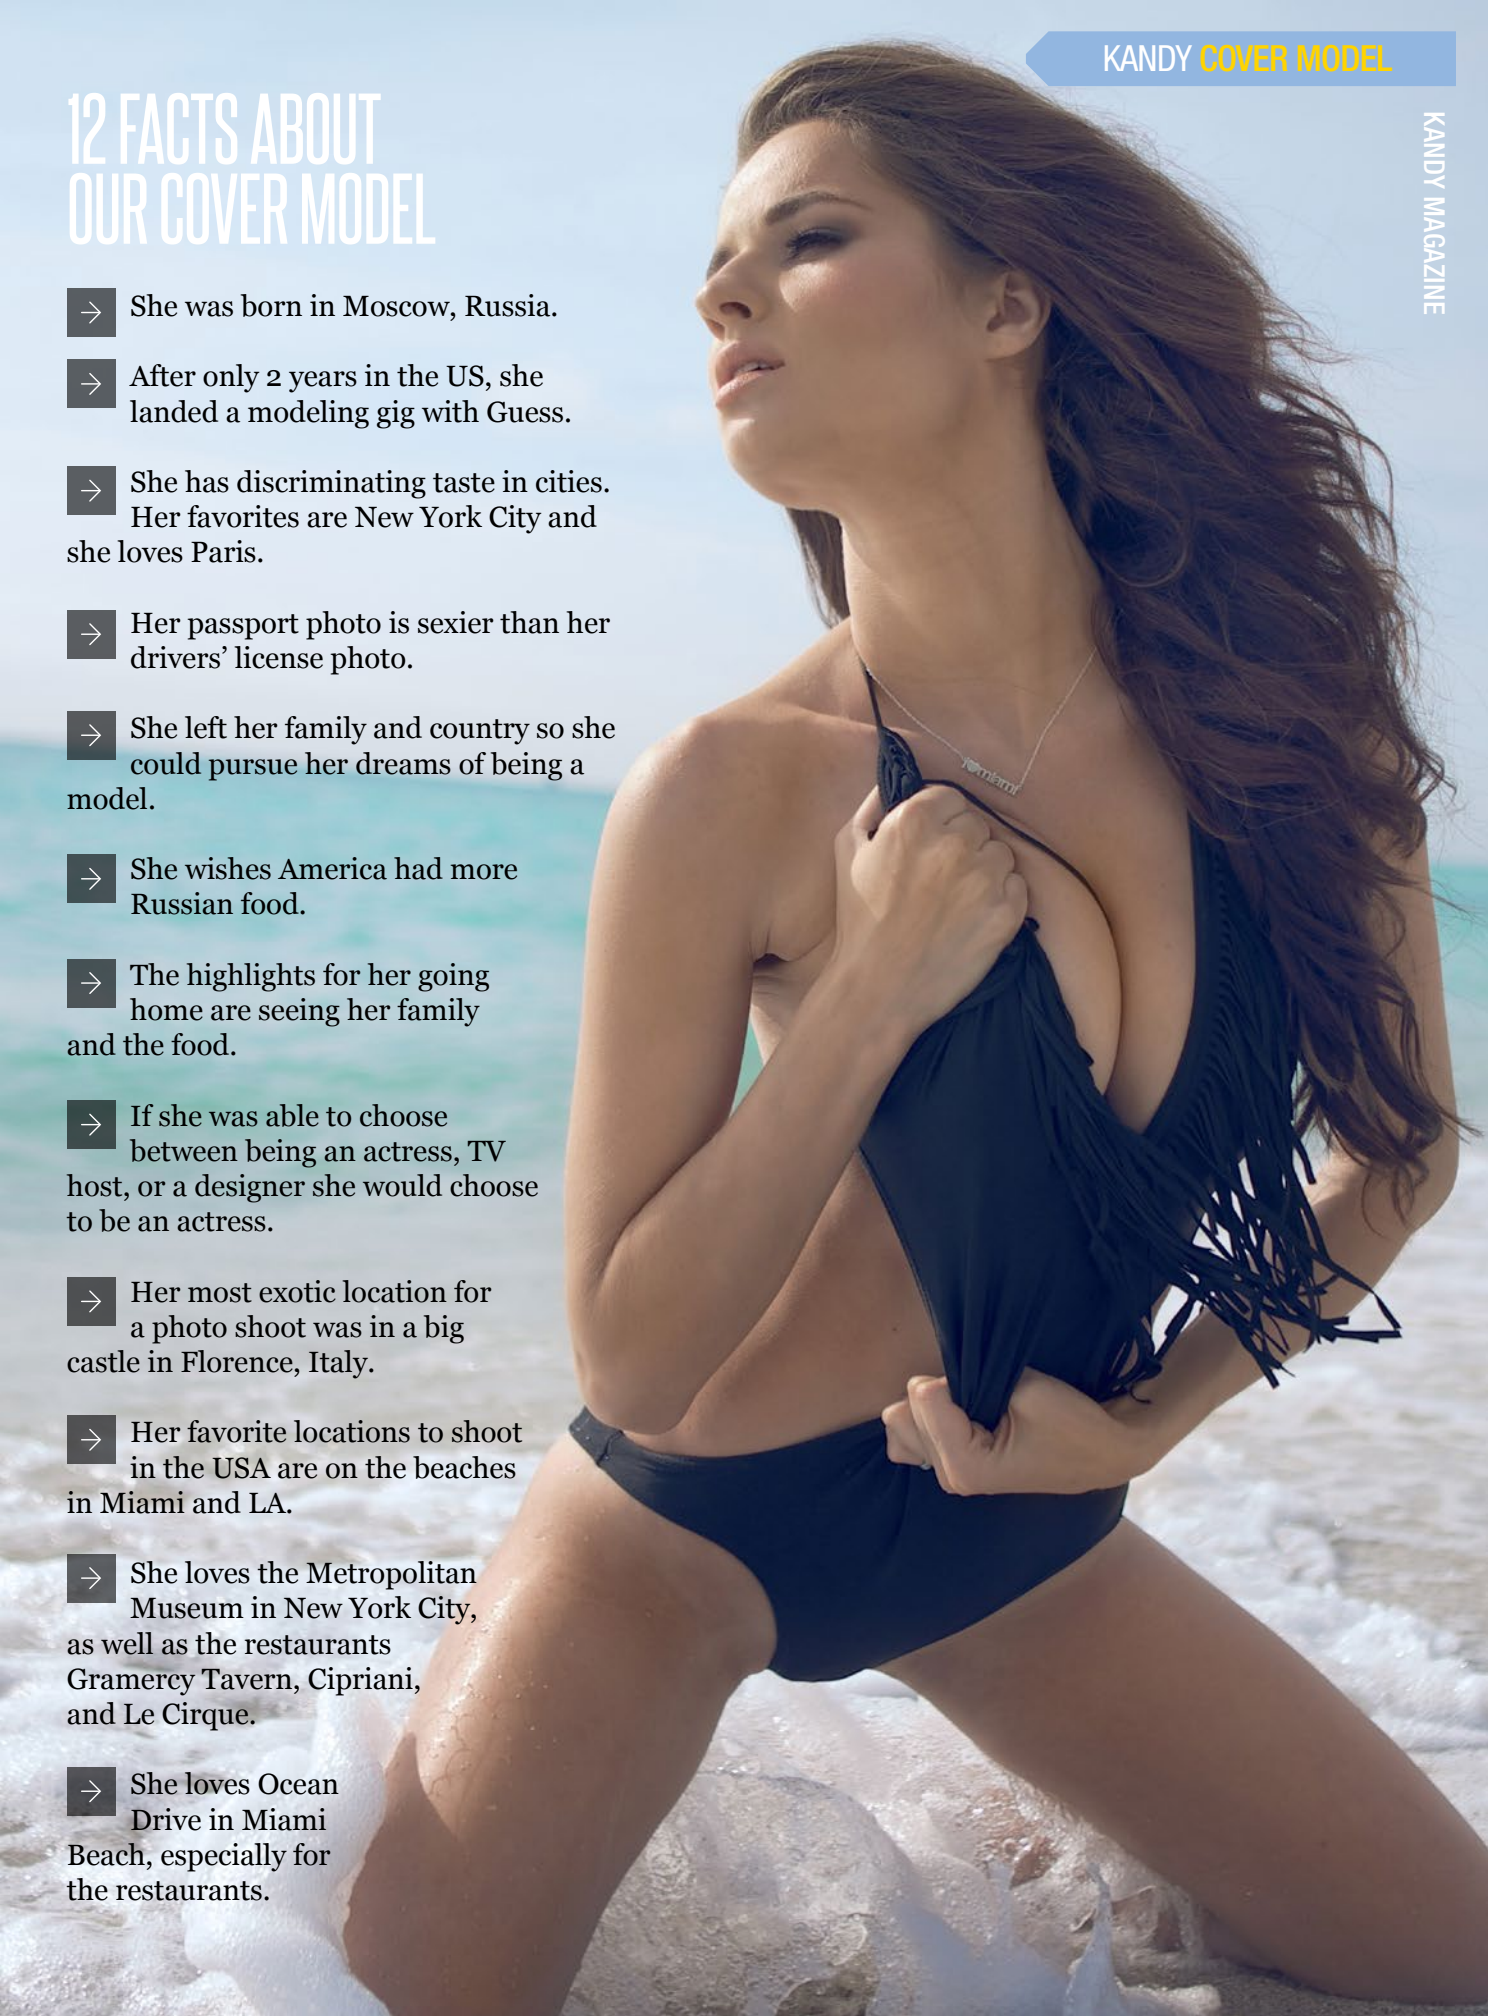 KANDY COVER MODEL
KANDY MAGAZINE
12 FACTS ABOUT
OUR COVER MODEL
She was born in Moscow, Russia.
After only 2 years in the US, she
landed a modeling gig with Guess.
She has discriminating taste in cities.
Her favorites are New York City and
she loves Paris.
Her passport photo is sexier than her
drivers’ license photo.
She left her family and country so she
could pursue her dreams of being a
model.
She wishes America had more
Russian food.
The highlights for her going
home are seeing her family
and the food.
If she was able to choose
between being an actress, TV
host, or a designer she would choose
to be an actress.
Her most exotic location for
a photo shoot was in a big
castle in Florence, Italy.
Her favorite locations to shoot
in the USA are on the beaches
in Miami and LA.
She loves the Metropolitan
Museum in New York City,
as well as the restaurants
Gramercy Tavern, Cipriani,
and Le Cirque.
She loves Ocean
Drive in Miami
Beach, especially for
the restaurants.
I♥miami